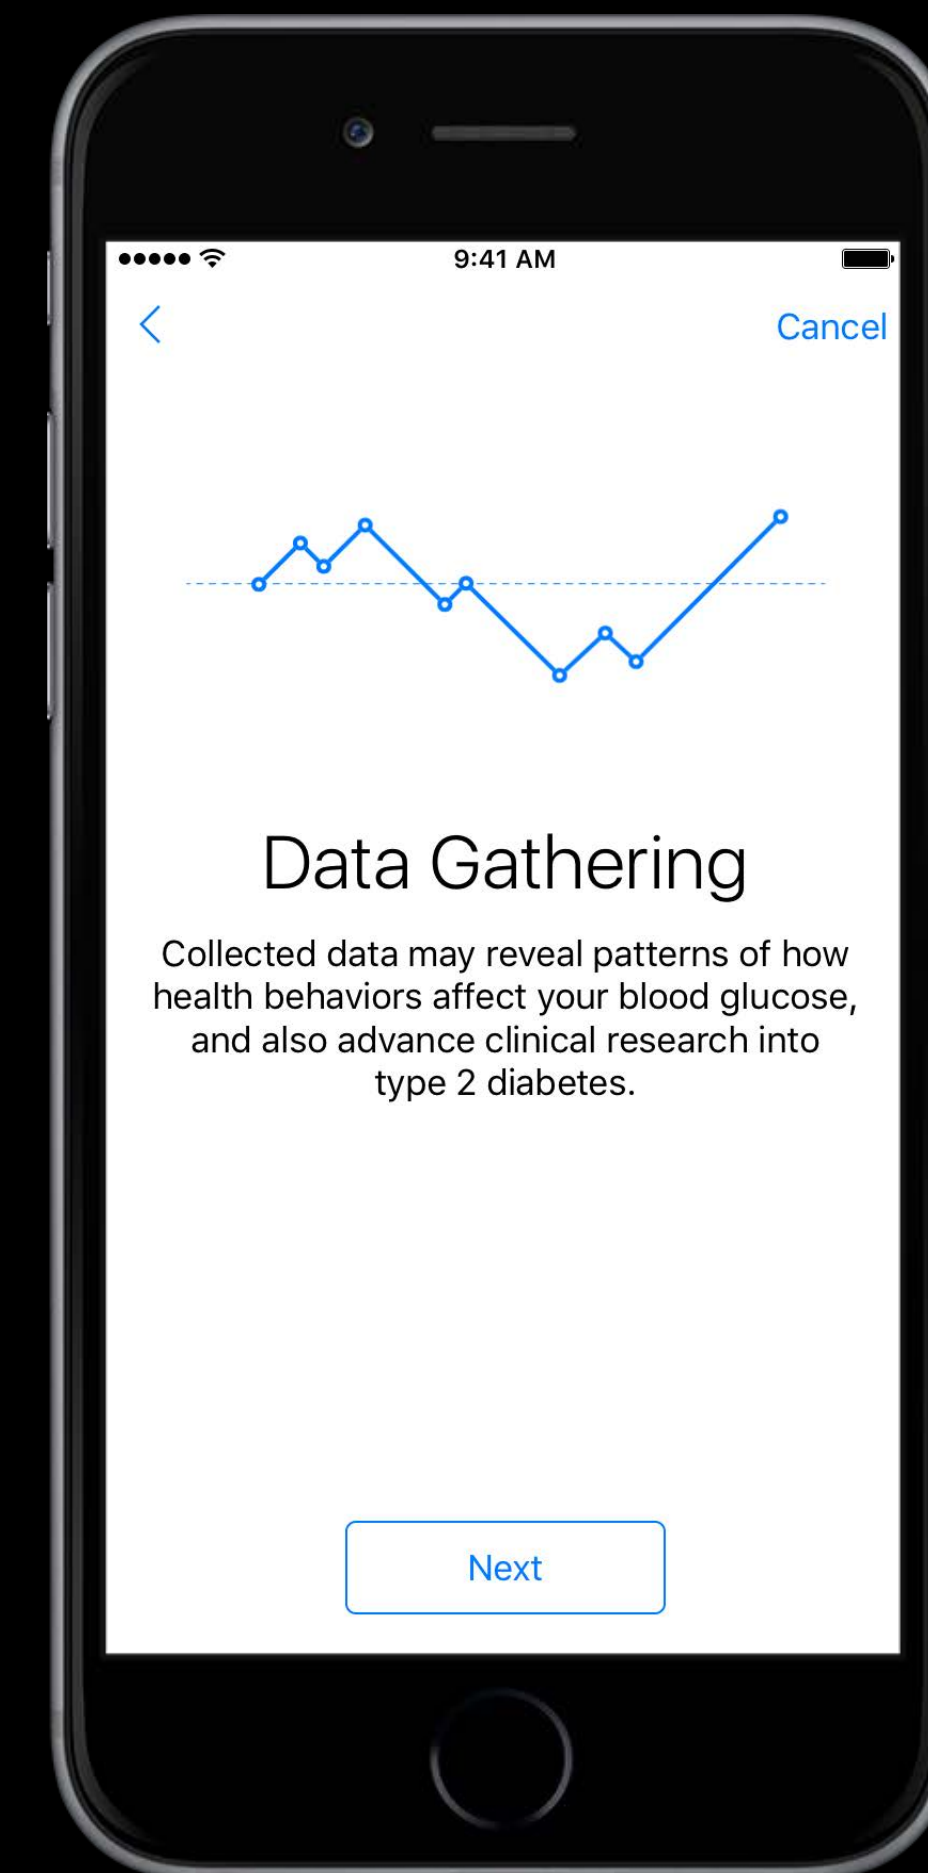 9:41 AM
Cancel
Data Gathering
Collected data may reveal patterns of how
health behaviors affect your blood glucose,
and also advance clinical research into
type 2 diabetes.
Next